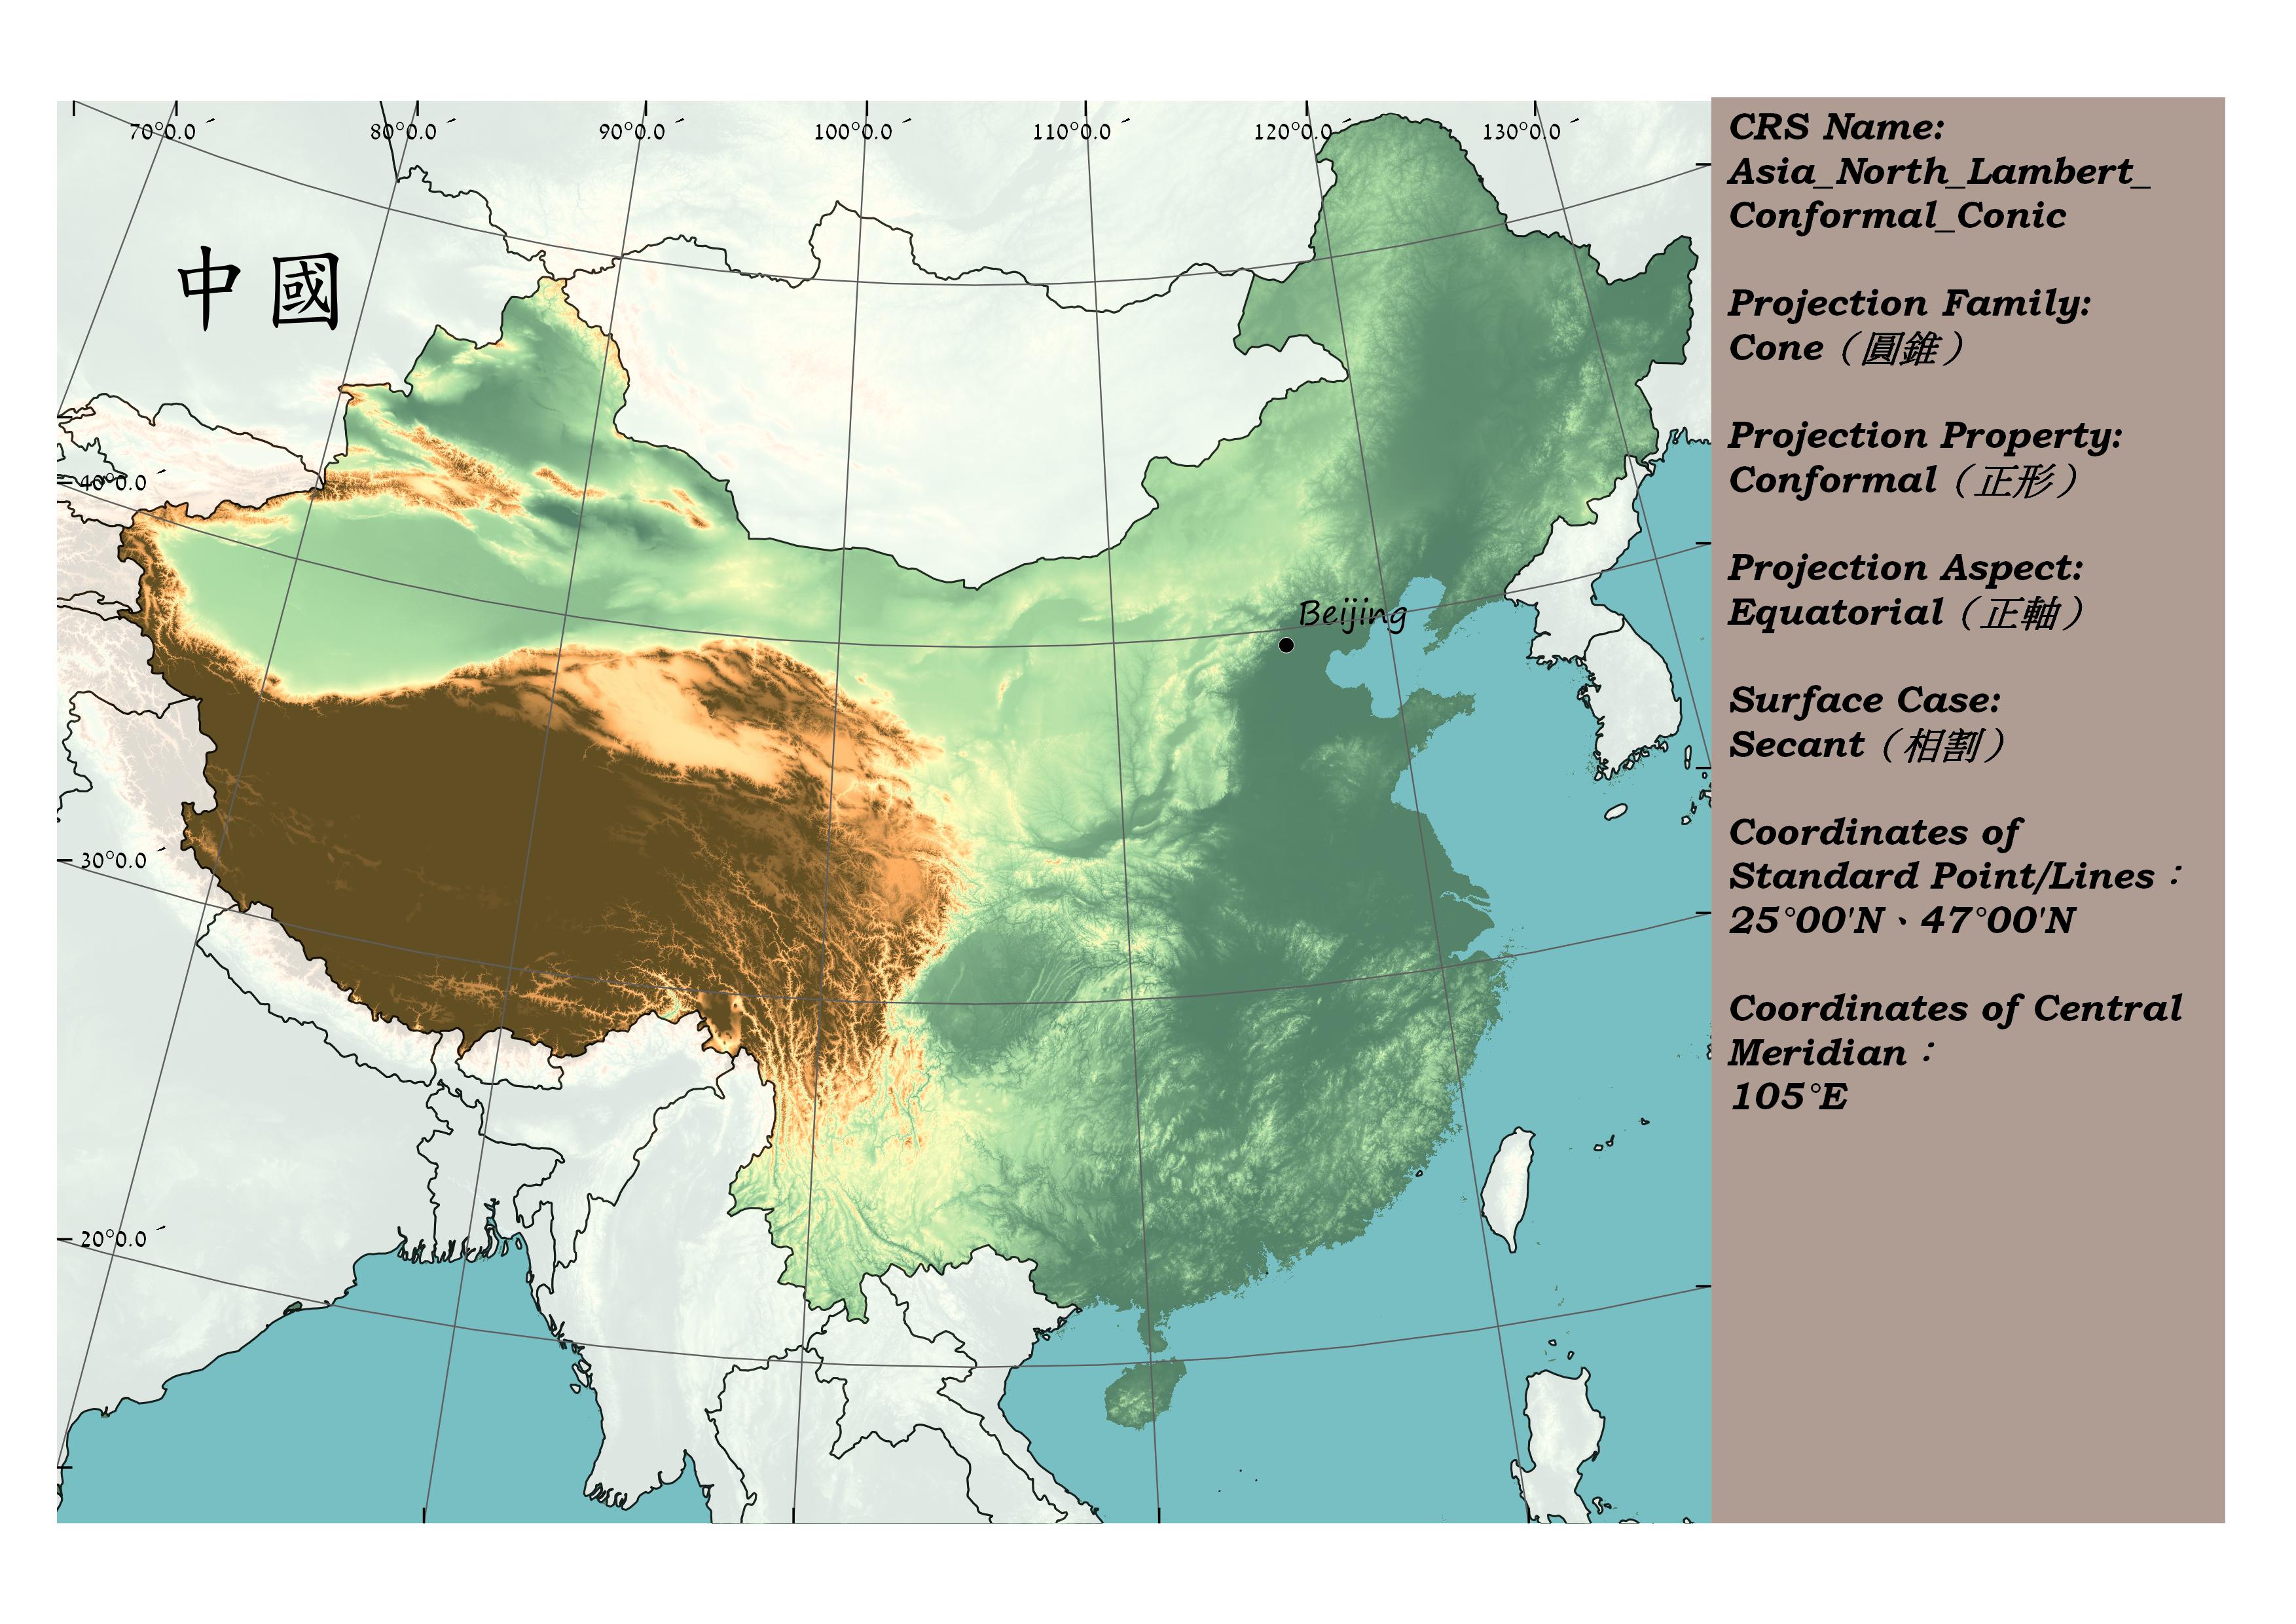 70°0.0 ′
80°0.0 ′
90°0.0 ′
100°0.0 ′
110°0.0 ′
120°0.0 ′
130°0.0 ′
中國
40°0.0 ′
Beijing
30°0.0 ′
20°0.0 ′
CRS Name:
Asia_North_Lambert_
Conformal_Conic
Projection Family:
Cone（圓錐）
Projection Property:
Conformal（正形）
Projection Aspect:
Equatorial（正軸）
Surface Case:
Secant（相割）
Coordinates of
Standard Point/Lines：
25°00'N、47°00'N
Coordinates of Central
Meridian：
105°E